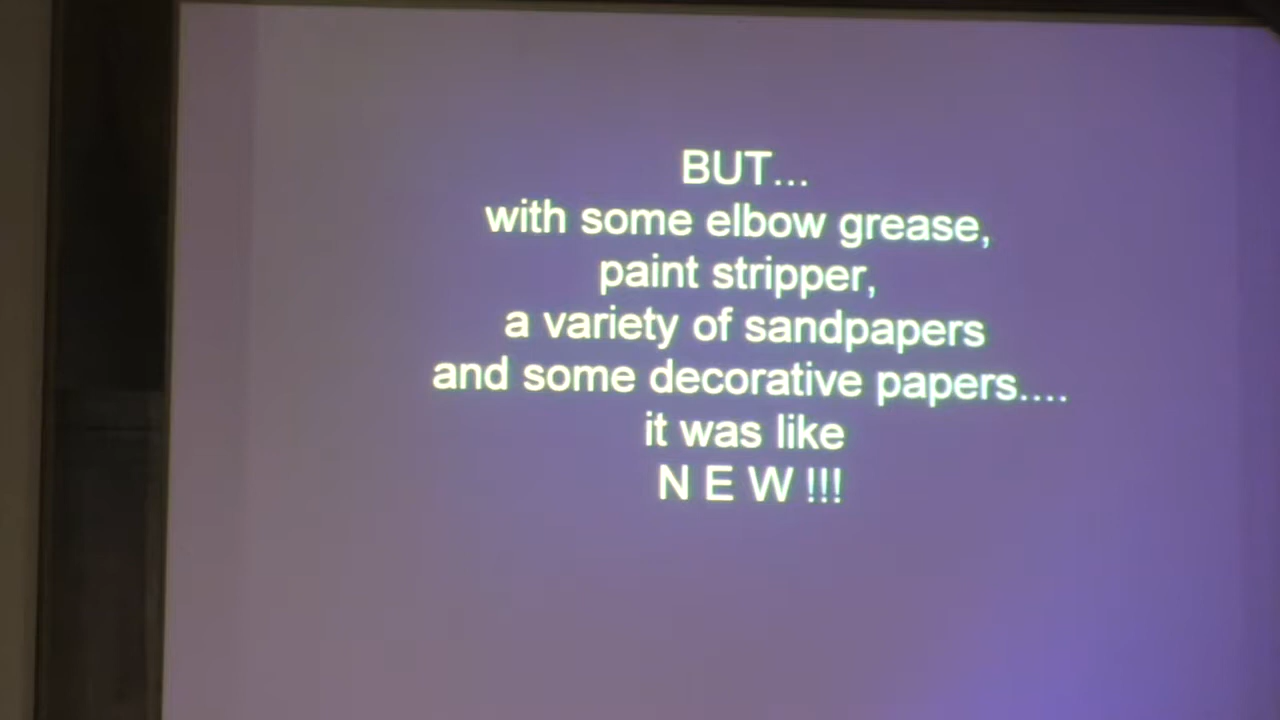 BUT...
with some elbow grease,
paint stripper,
a variety of sandpapers
and some decorative papers....
it was like
N E W !!!